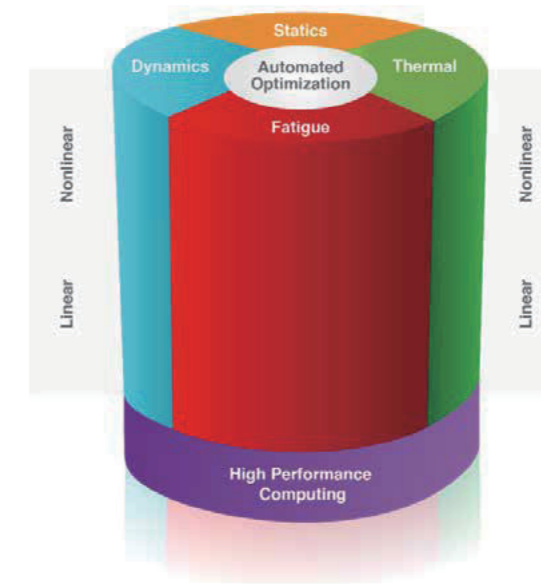 Statics
Dynamics
Automated
Optimization
Thermal
Fatigue
Nonlinear
Nonlinear
Linear
Linear
High Performance
Computing